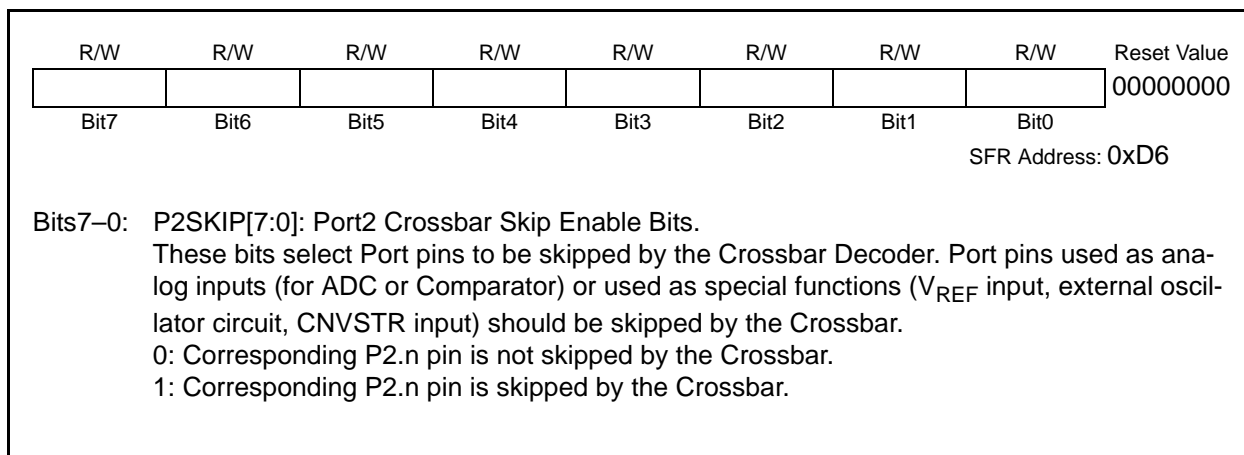 R/W R/W R/W R/W R/W R/W R/W R/W Reset Value
00000000
Bit7 Bit6 Bit5 Bit4 Bit3 Bit2 Bit1 Bit0
SFR Address: 0xD6
Bits7–0: P2SKIP[7:0]: Port2 Crossbar Skip Enable Bits.
These bits select Port pins to be skipped by the Crossbar Decoder. Port pins used as ana-
log inputs (for ADC or Comparator) or used as special functions (VREF input, external oscil-
lator circuit, CNVSTR input) should be skipped by the Crossbar.
0: Corresponding P2.n pin is not skipped by the Crossbar.
1: Corresponding P2.n pin is skipped by the Crossbar.